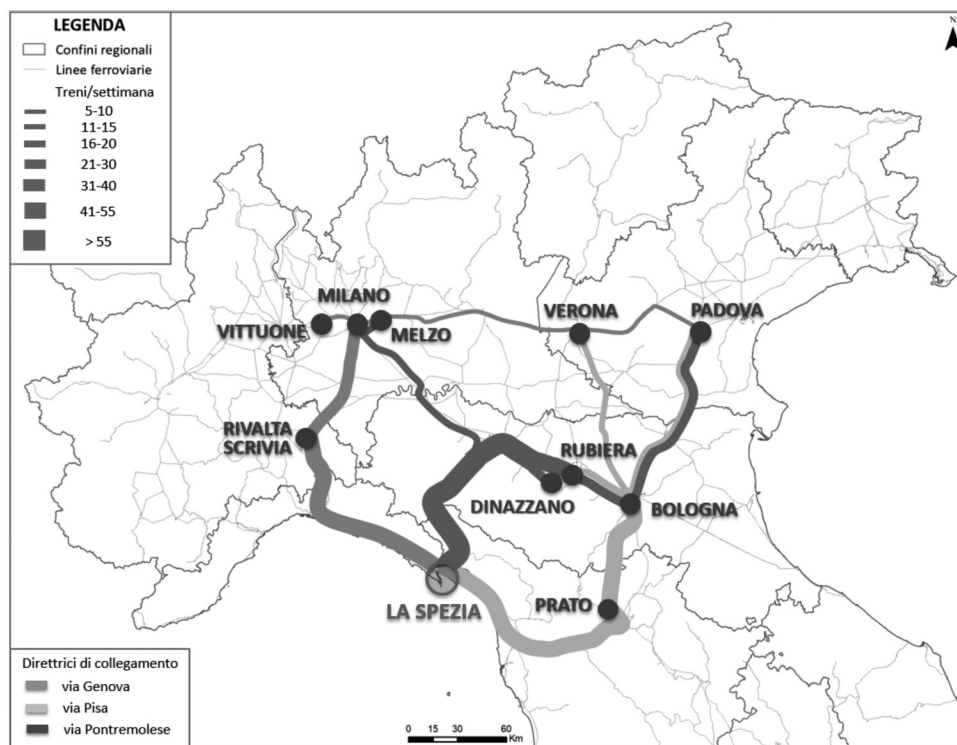 LEGENDA
Confini regionali
Linee ferroviarie
Treni/settimana
5-10
11-15
16-20
21-30
31-40
41-55
> 55
N
MILANO
VITTUONE
MELZO
VERONA
PADOVA
RIVALTA
SCRIVIA
RUBIERA
DINAZZANO
BOLOGNA
LA SPEZIA
PRATO
Direttrici di collegamento
via Genova
via Pisa
via Pontremolese
0 15 30 60
Km